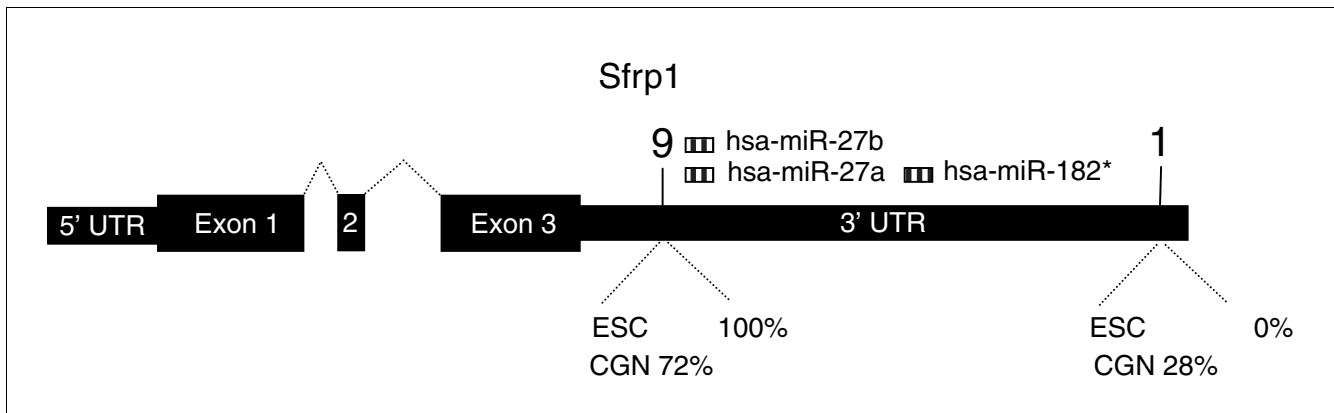 Sfrp1
9 hsa-miR-27b 1
hsa-miR-27a hsa-miR-182*
5’ UTR Exon 1 2 Exon 3 3’ UTR
ESC 100% ESC 0%
CGN 72% CGN 28%